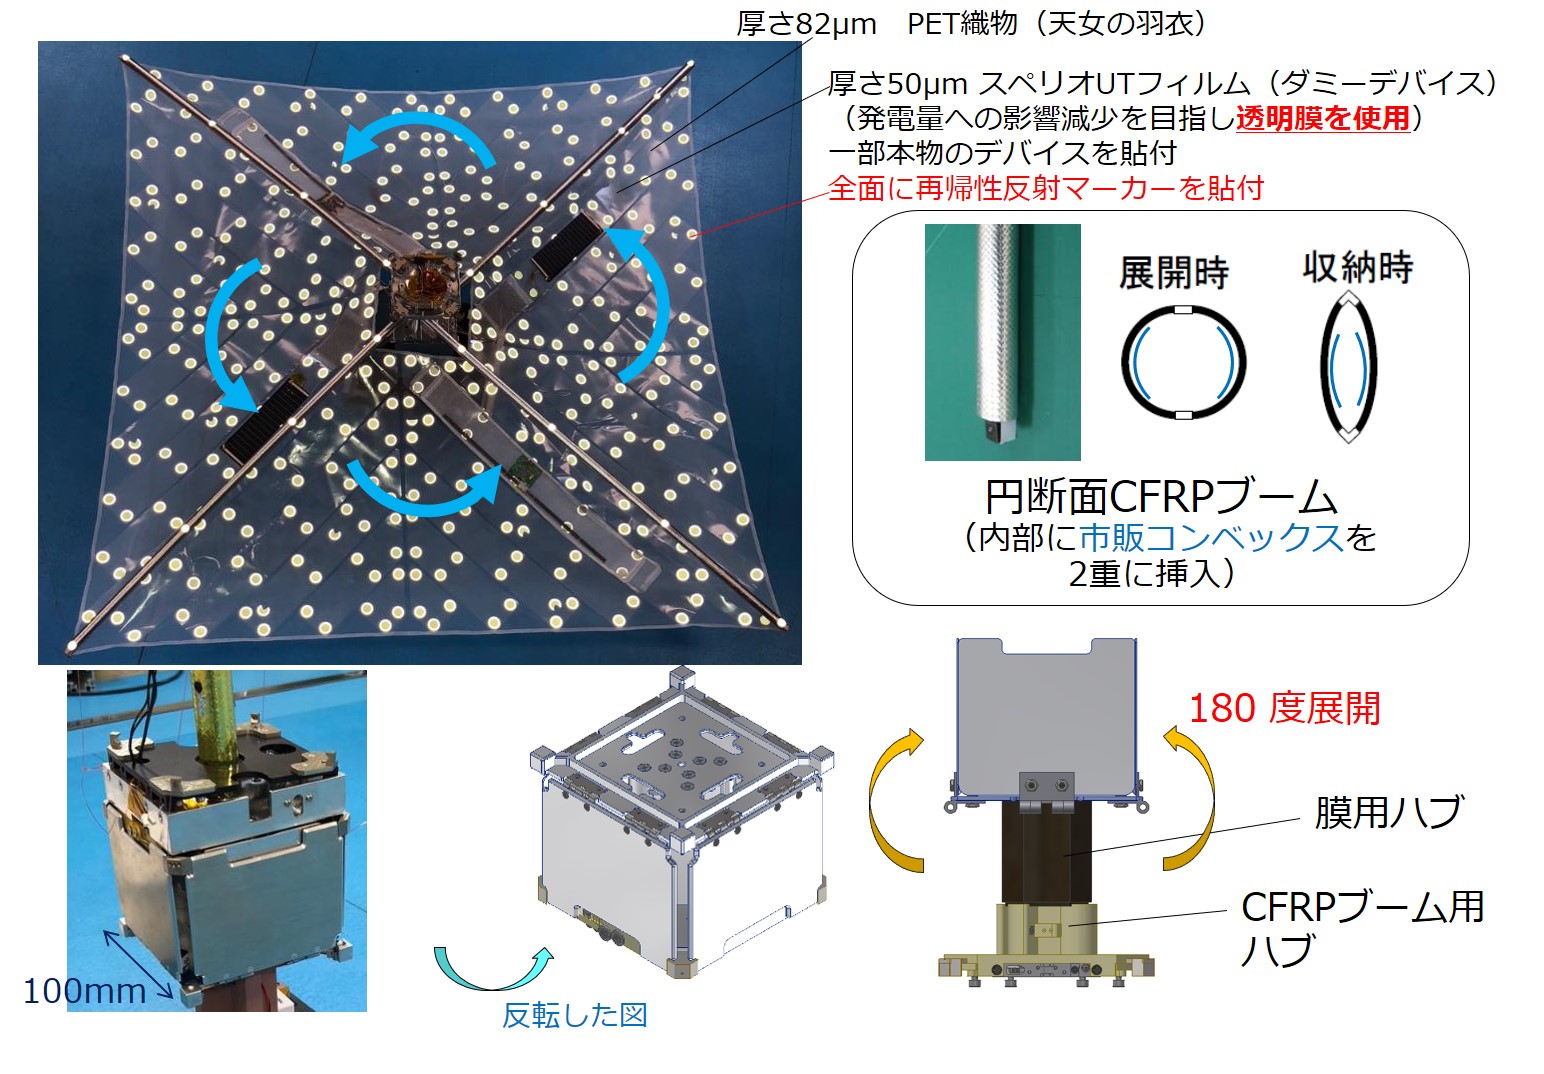 厚さ82μm　PET織物（天女の羽衣）
厚さ50μm スペリオUTフィルム（ダミーデバイス）
（発電量への影響減少を目指し透明膜を使用）
一部本物のデバイスを貼付
全面に再帰性反射マーカーを貼付
展開時
収納時
円断面CFRPブーム
（内部に市販コンベックスを
2重に挿入）
180 度展開
膜用ハブ
CFRPブーム用
ハブ
100mm
反転した図